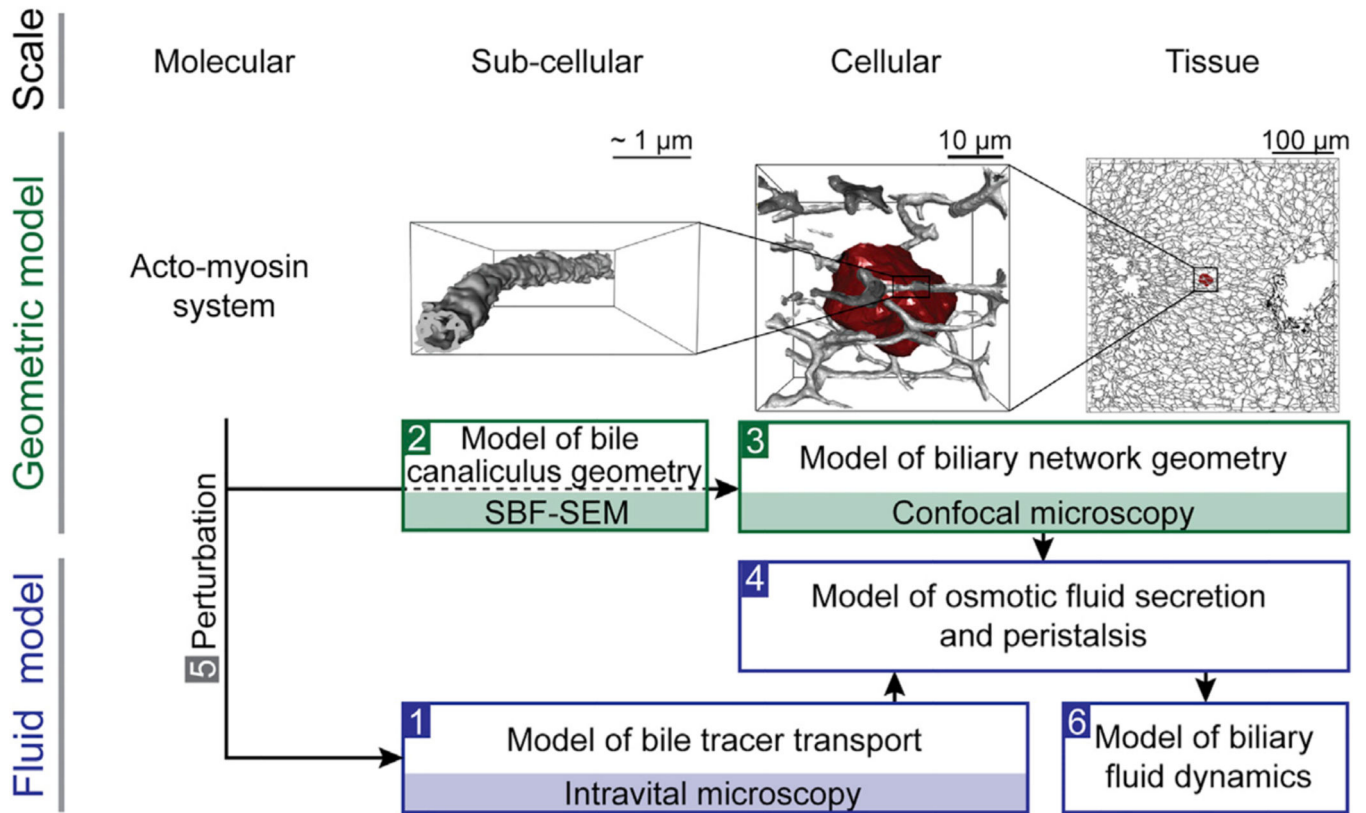 Scale
Molecular
Sub-cellular
Cellular
Tissue
Geometric model
~ 1 μm
10 μm
100 μm
Acto-myosin
system
2
Model of bile
canaliculus geometry
SBF-SEM
3
Model of biliary network geometry
Confocal microscopy
Fluid model
5 Perturbation
4
Model of osmotic fluid secretion
and peristalsis
1
Model of bile tracer transport
Intravital microscopy
6
Model of biliary
fluid dynamics